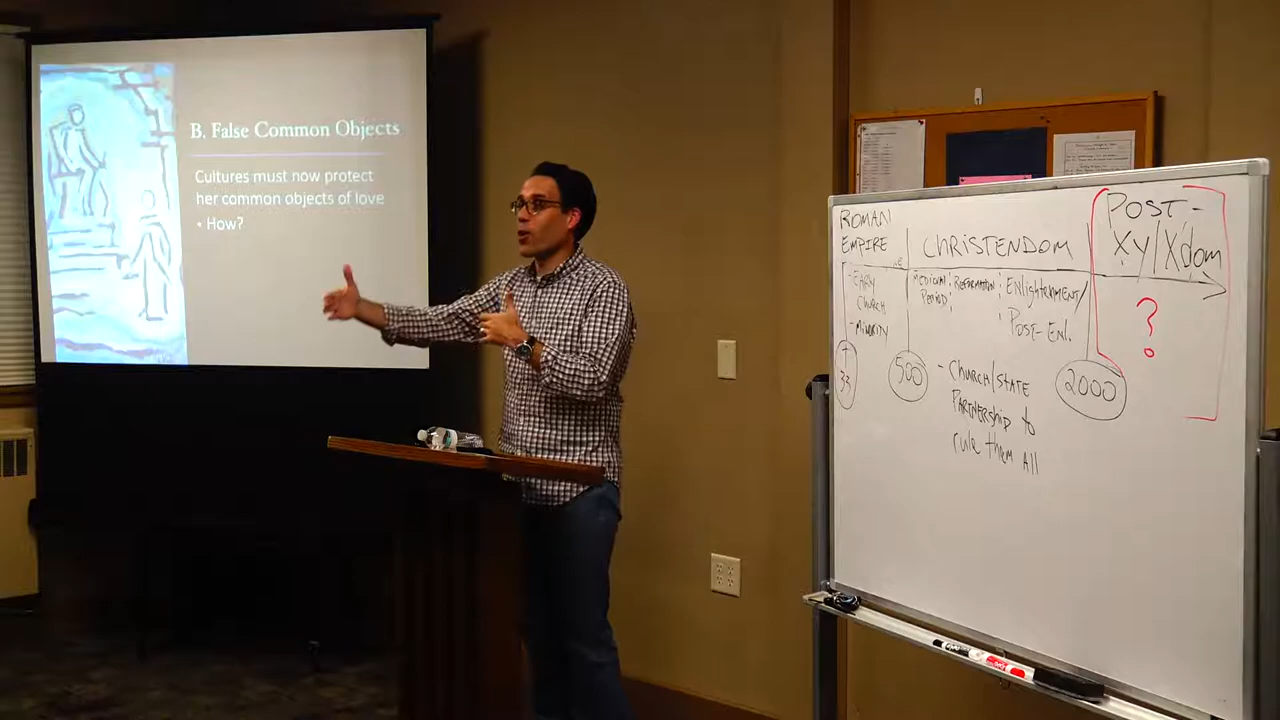 B. False Common Objects
Cultures must now protect
her common objects of love
• How?
ROMAN
EMPIRE
CHRISTENDOM
POST-
Xy/Xdom
- EARLY
CHURCH
- MINORITY
MEDIEVAL
PERIOD
REFORMATION
ENLIGHTENMENT/
POST-ENL.
?
33
500
2000
- CHURCH/STATE
PARTNERSHIP to
rule them All